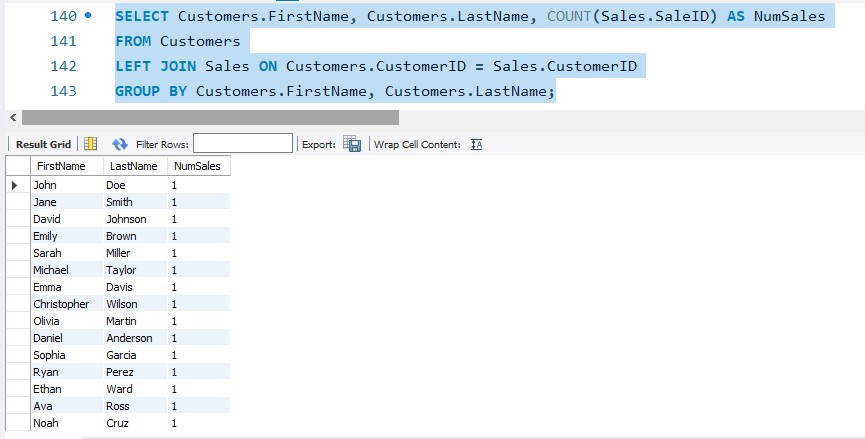 140 SELECT Customers.FirstName, Customers.LastName, COUNT(Sales.SaleID) AS NumSales
141 FROM Customers
142 LEFT JOIN Sales ON Customers.CustomerID = Sales.CustomerID
143 GROUP BY Customers.FirstName, Customers.LastName;
Result Grid Filter Rows: Export: Wrap Cell Content:
FirstName LastName NumSales
John Doe 1
Jane Smith 1
David Johnson 1
Emily Brown 1
Sarah Miller 1
Michael Taylor 1
Emma Davis 1
Christopher Wilson 1
Olivia Martin 1
Daniel Anderson 1
Sophia Garcia 1
Ryan Perez 1
Ethan Ward 1
Ava Ross 1
Noah Cruz 1